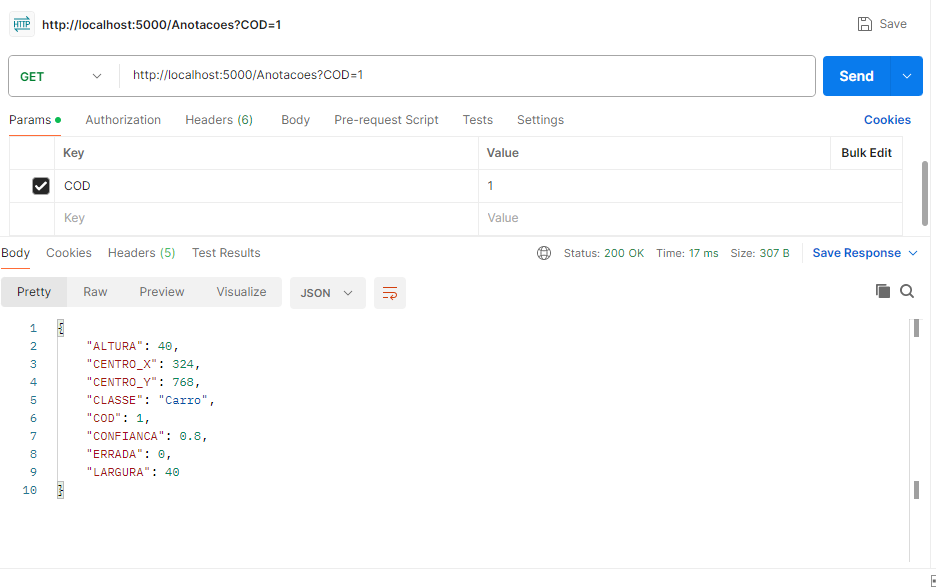 HTTP http://localhost:5000/Anotacoes?COD=1 Save
GET http://localhost:5000/Anotacoes?COD=1 Send
Params Authorization Headers (6) Body Pre-request Script Tests Settings Cookies
Key Value Bulk Edit
COD 1
Key Value
Body Cookies Headers (5) Test Results Status: 200 OK Time: 17 ms Size: 307 B Save Response
Pretty Raw Preview Visualize JSON
1 {
2 "ALTURA": 40,
3 "CENTRO_X": 324,
4 "CENTRO_Y": 768,
5 "CLASSE": "Carro",
6 "COD": 1,
7 "CONFIANCA": 0.8,
8 "ERRADA": 0,
9 "LARGURA": 40
10 }